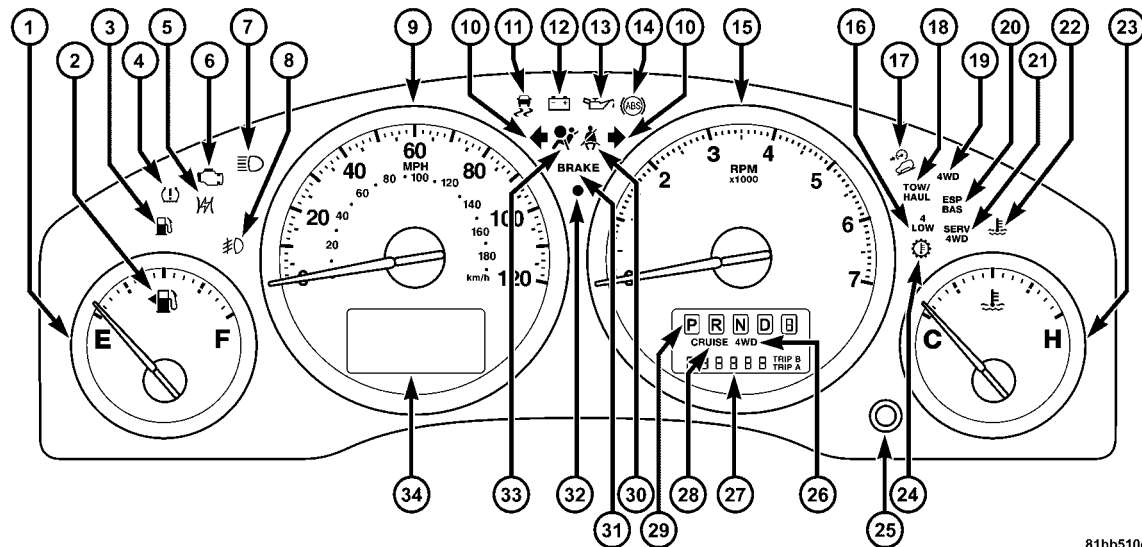 1 2 3 4 5 6 7 8 9 10 11 12 13 14 10 15 16 17 18 19 20 21 22 23
ABS
BRAKE
20 40 60 80 100 120
MPH
20 40 60 80 100 120 140 160 180
km/h
1 2 3 4 5 6 7
RPM
x1000
TOW/
HAUL
4WD
ESP
BAS
4
LOW
SERV
4WD
E F
C H
P R N D 8
CRUISE 4WD
TRIP B
TRIP A
34 33 32 31 30 29 28 27 26 25 24